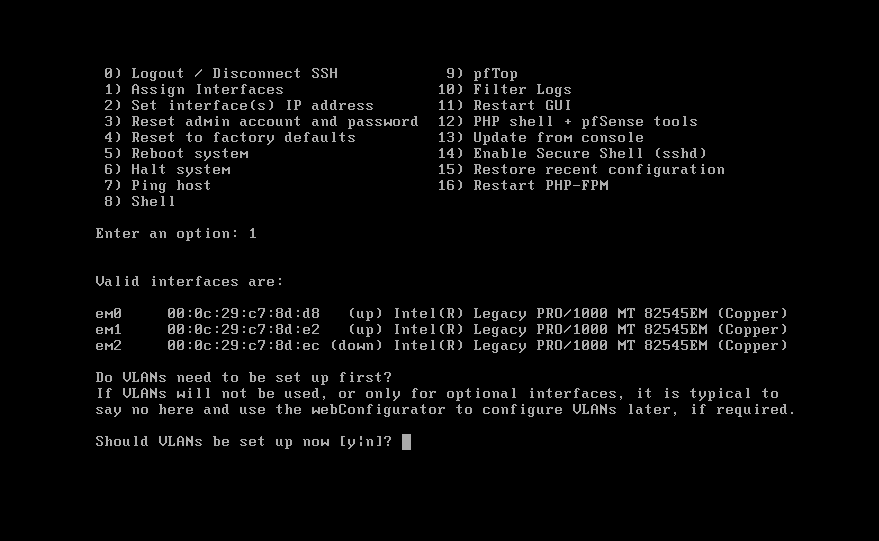 0) Logout / Disconnect SSH            9) pfTop
 1) Assign Interfaces                 10) Filter Logs
 2) Set interface(s) IP address       11) Restart GUI
 3) Reset admin account and password  12) PHP shell + pfSense tools
 4) Reset to factory defaults         13) Update from console
 5) Reboot system                     14) Enable Secure Shell (sshd)
 6) Halt system                       15) Restore recent configuration
 7) Ping host                         16) Restart PHP-FPM
 8) Shell
Enter an option: 1
Valid interfaces are:
em0     00:0c:29:c7:8d:d8   (up) Intel(R) Legacy PRO/1000 MT 82545EM (Copper)
em1     00:0c:29:c7:8d:e2   (up) Intel(R) Legacy PRO/1000 MT 82545EM (Copper)
em2     00:0c:29:c7:8d:ec (down) Intel(R) Legacy PRO/1000 MT 82545EM (Copper)
Do VLANs need to be set up first?
If VLANs will not be used, or only for optional interfaces, it is typical to
say no here and use the webConfigurator to configure VLANs later, if required.
Should VLANs be set up now [y|n]?